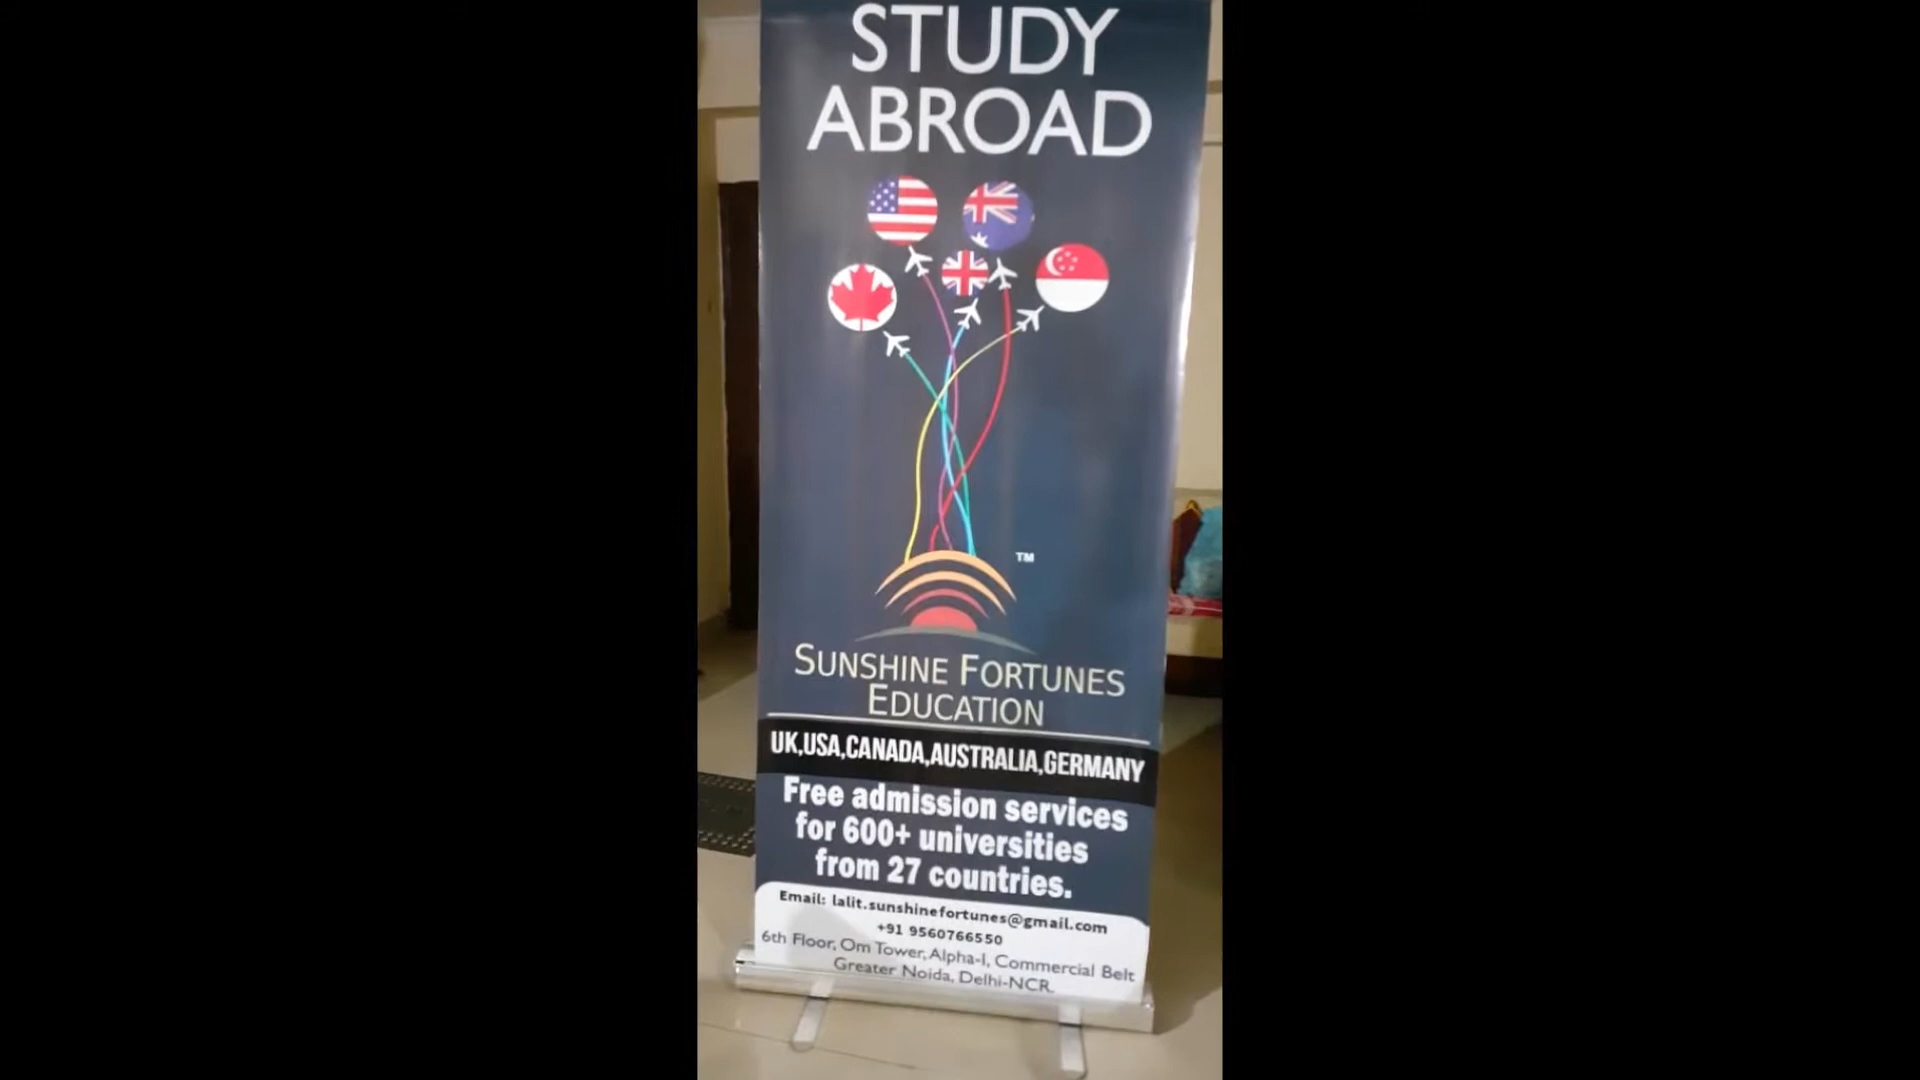 STUDY
ABROAD
TM
SUNSHINE FORTUNES
EDUCATION
UK,USA,CANADA,AUSTRALIA,GERMANY
Free admission services
for 600+ universities
from 27 countries.
Email: lalit.sunshinefortunes@gmail.com
+91 9560766550
6th Floor, Om Tower, Alpha-I, Commercial Belt
Greater Noida, Delhi-NCR.